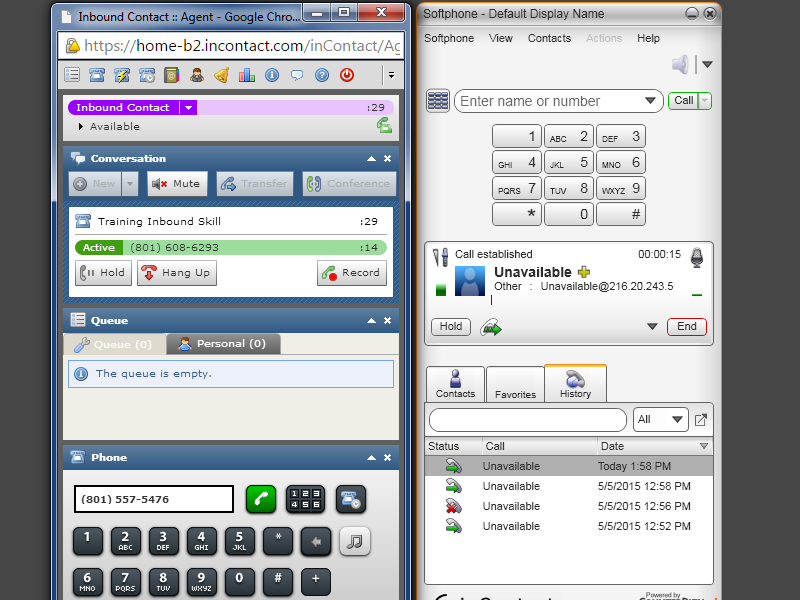 Inbound Contact :: Agent - Google Chro...
https://home-b2.incontact.com/inContact/Ag
Inbound Contact
:29
Available
Conversation
New
Mute
Transfer
Conference
Training Inbound Skill
:29
Active
(801) 608-6293
:14
Hold
Hang Up
Record
Queue
Queue (0)
Personal (0)
The queue is empty.
Phone
(801) 557-5476
1 2 3
4 5 6
1
2 ABC
3 DEF
4 GHI
5 JKL
*
6 MNO
7 PQRS
8 TUV
9 WXYZ
0
#
+
Softphone - Default Display Name
Softphone View Contacts Actions Help
Enter name or number
Call
1 ABC 2 DEF 3
GHI 4 JKL 5 MNO 6
PQRS 7 TUV 8 WXYZ 9
* 0 #
Call established 00:00:15
Unavailable
Other : Unavailable@216.20.243.5
Hold
End
Contacts
Favorites
History
All
Status Call Date
Unavailable Today 1:58 PM
Unavailable 5/5/2015 12:58 PM
Unavailable 5/5/2015 12:56 PM
Unavailable 5/5/2015 12:52 PM
Powered by